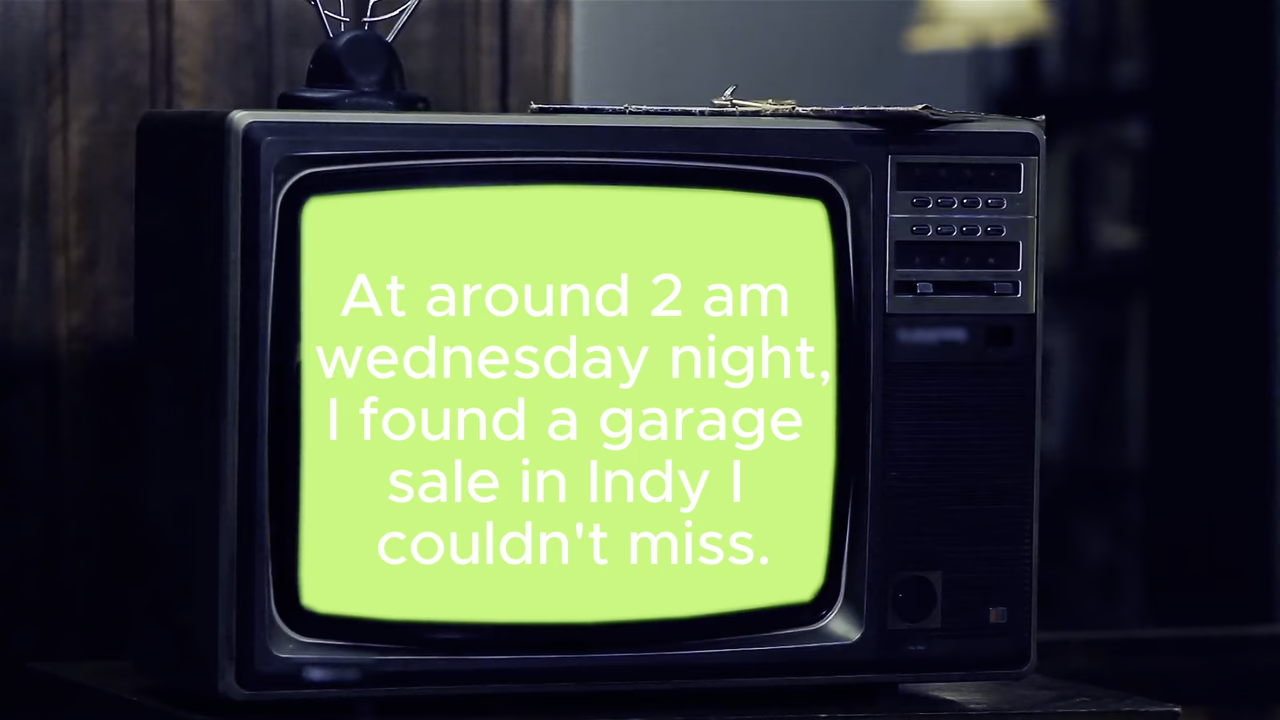 At around 2 am
wednesday night,
I found a garage
sale in Indy I
couldn't miss.